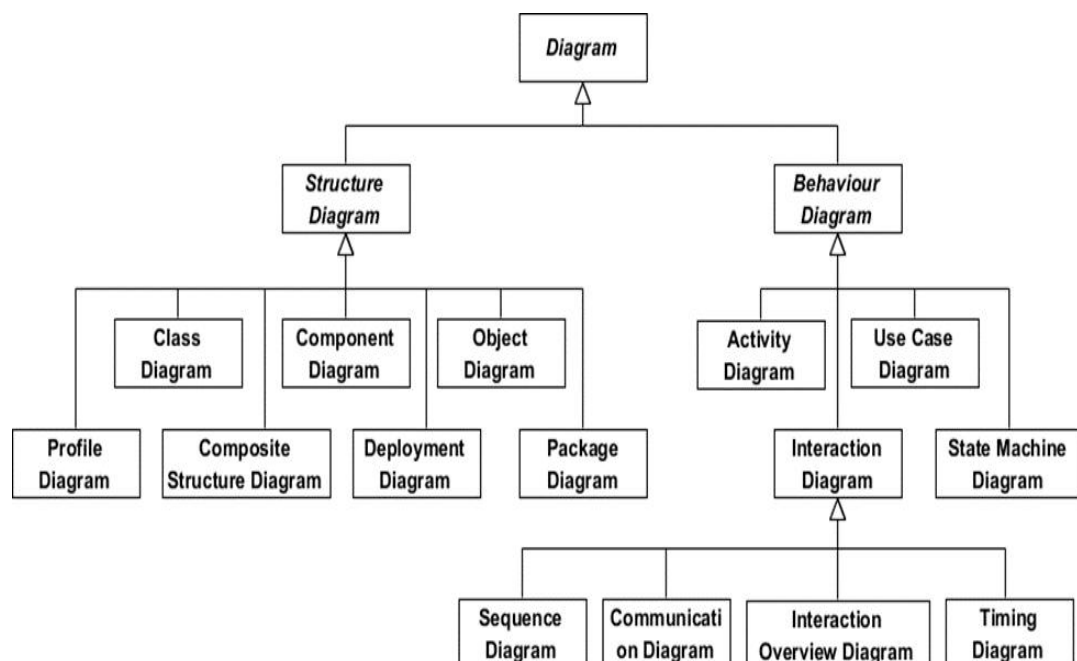 Diagram
Structure
Diagram
Behaviour
Diagram
Class
Diagram
Component
Diagram
Object
Diagram
Activity
Diagram
Use Case
Diagram
Profile
Diagram
Composite
Structure Diagram
Deployment
Diagram
Package
Diagram
Interaction
Diagram
State Machine
Diagram
Sequence
Diagram
Communicati
on Diagram
Interaction
Overview Diagram
Timing
Diagram